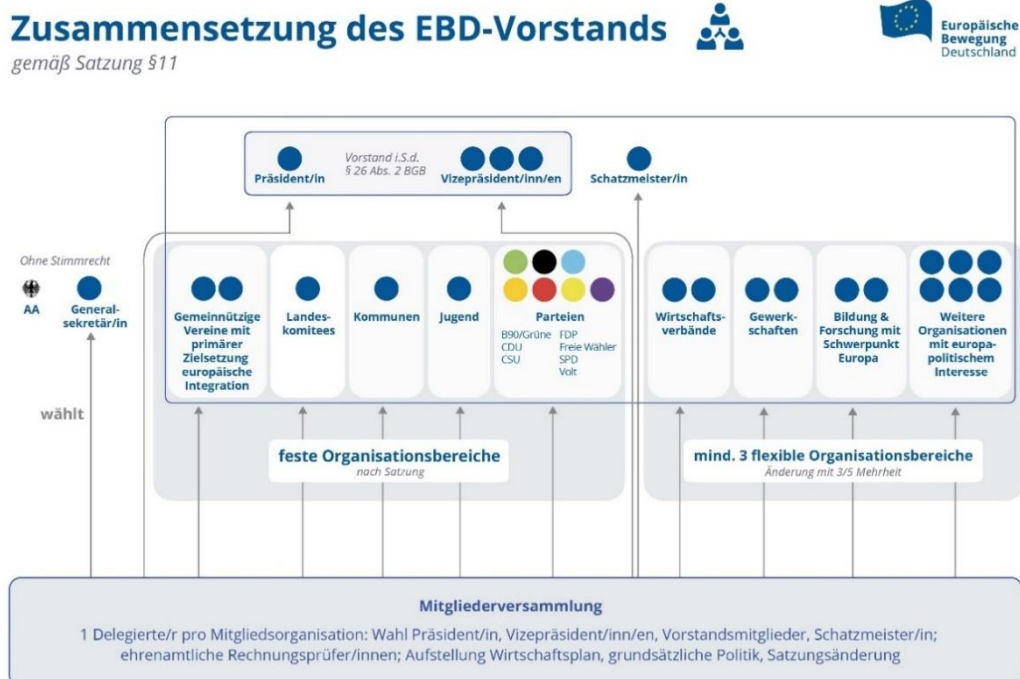 Zusammensetzung des EBD-Vorstands
gemäß Satzung §11
Europäische
Bewegung
Deutschland
Präsident/in
Vorstand i.S.d.
§ 26 Abs. 2 BGB
Vizepräsident/inn/en
Schatzmeister/in
Ohne Stimmrecht
AA
General-
sekretär/in
Gemeinnützige
Vereine mit
primärer
Zielsetzung
europäische
Integration
Landes-
komitees
Kommunen
Jugend
Parteien
B90/Grüne
CDU
CSU
FDP
Freie Wähler
SPD
Volt
Wirtschafts-
verbände
Gewerk-
schaften
Bildung &
Forschung mit
Schwerpunkt
Europa
Weitere
Organisationen
mit europa-
politischem
Interesse
wählt
feste Organisationsbereiche
nach Satzung
mind. 3 flexible Organisationsbereiche
Änderung mit 3/5 Mehrheit
Mitgliederversammlung
1 Delegierte/r pro Mitgliedsorganisation: Wahl Präsident/in, Vizepräsident/inn/en, Vorstandsmitglieder, Schatzmeister/in;
ehrenamtliche Rechnungsprüfer/innen; Aufstellung Wirtschaftsplan, grundsätzliche Politik, Satzungsänderung